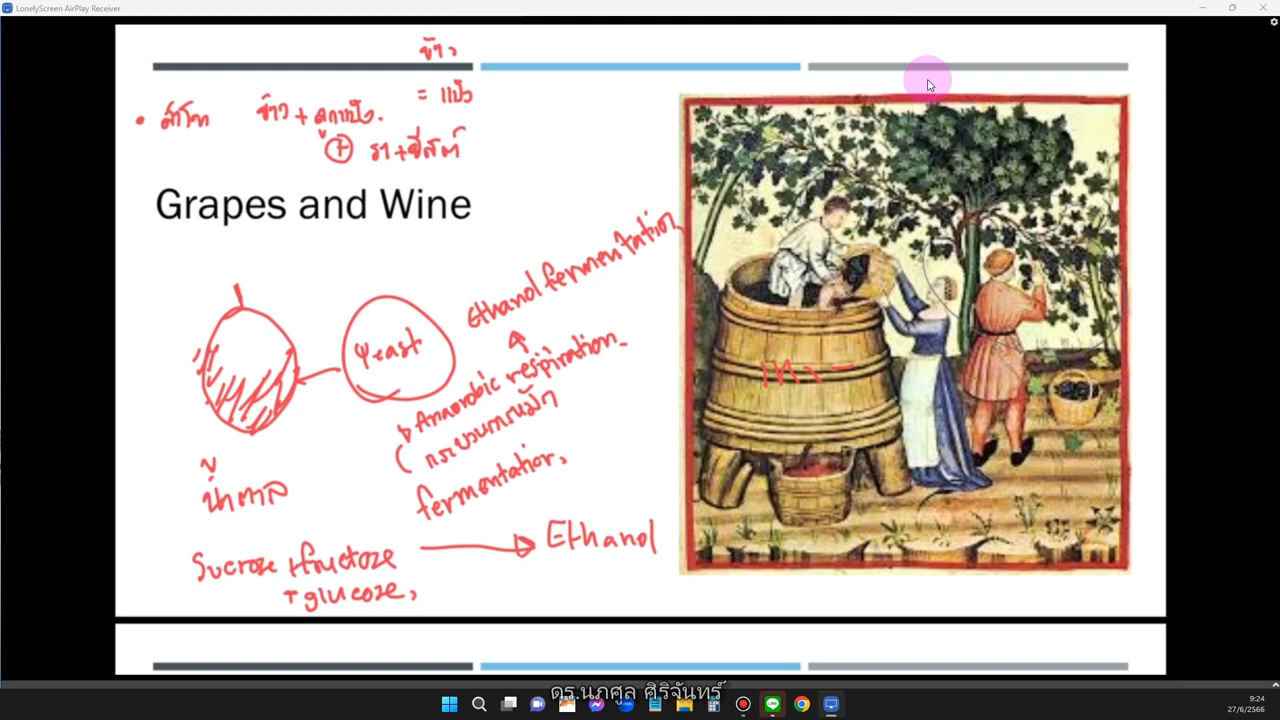 LonelyScreen AirPlay Receiver
ข้าว
= แป้ง
• สาโท ข้าว + ลูกแป้ง.
+ รา + ยีสต์
Grapes and Wine
Ethanol fermentation
Yeast
Anaerobic respiration.
กระบวนการหมัก
fermentation,
น้ำตาล
Sucroze + fructoze
+ glucoze,
Ethanol
ดร.นภศูล ศิริจันทร์
9:24
27/6/2566